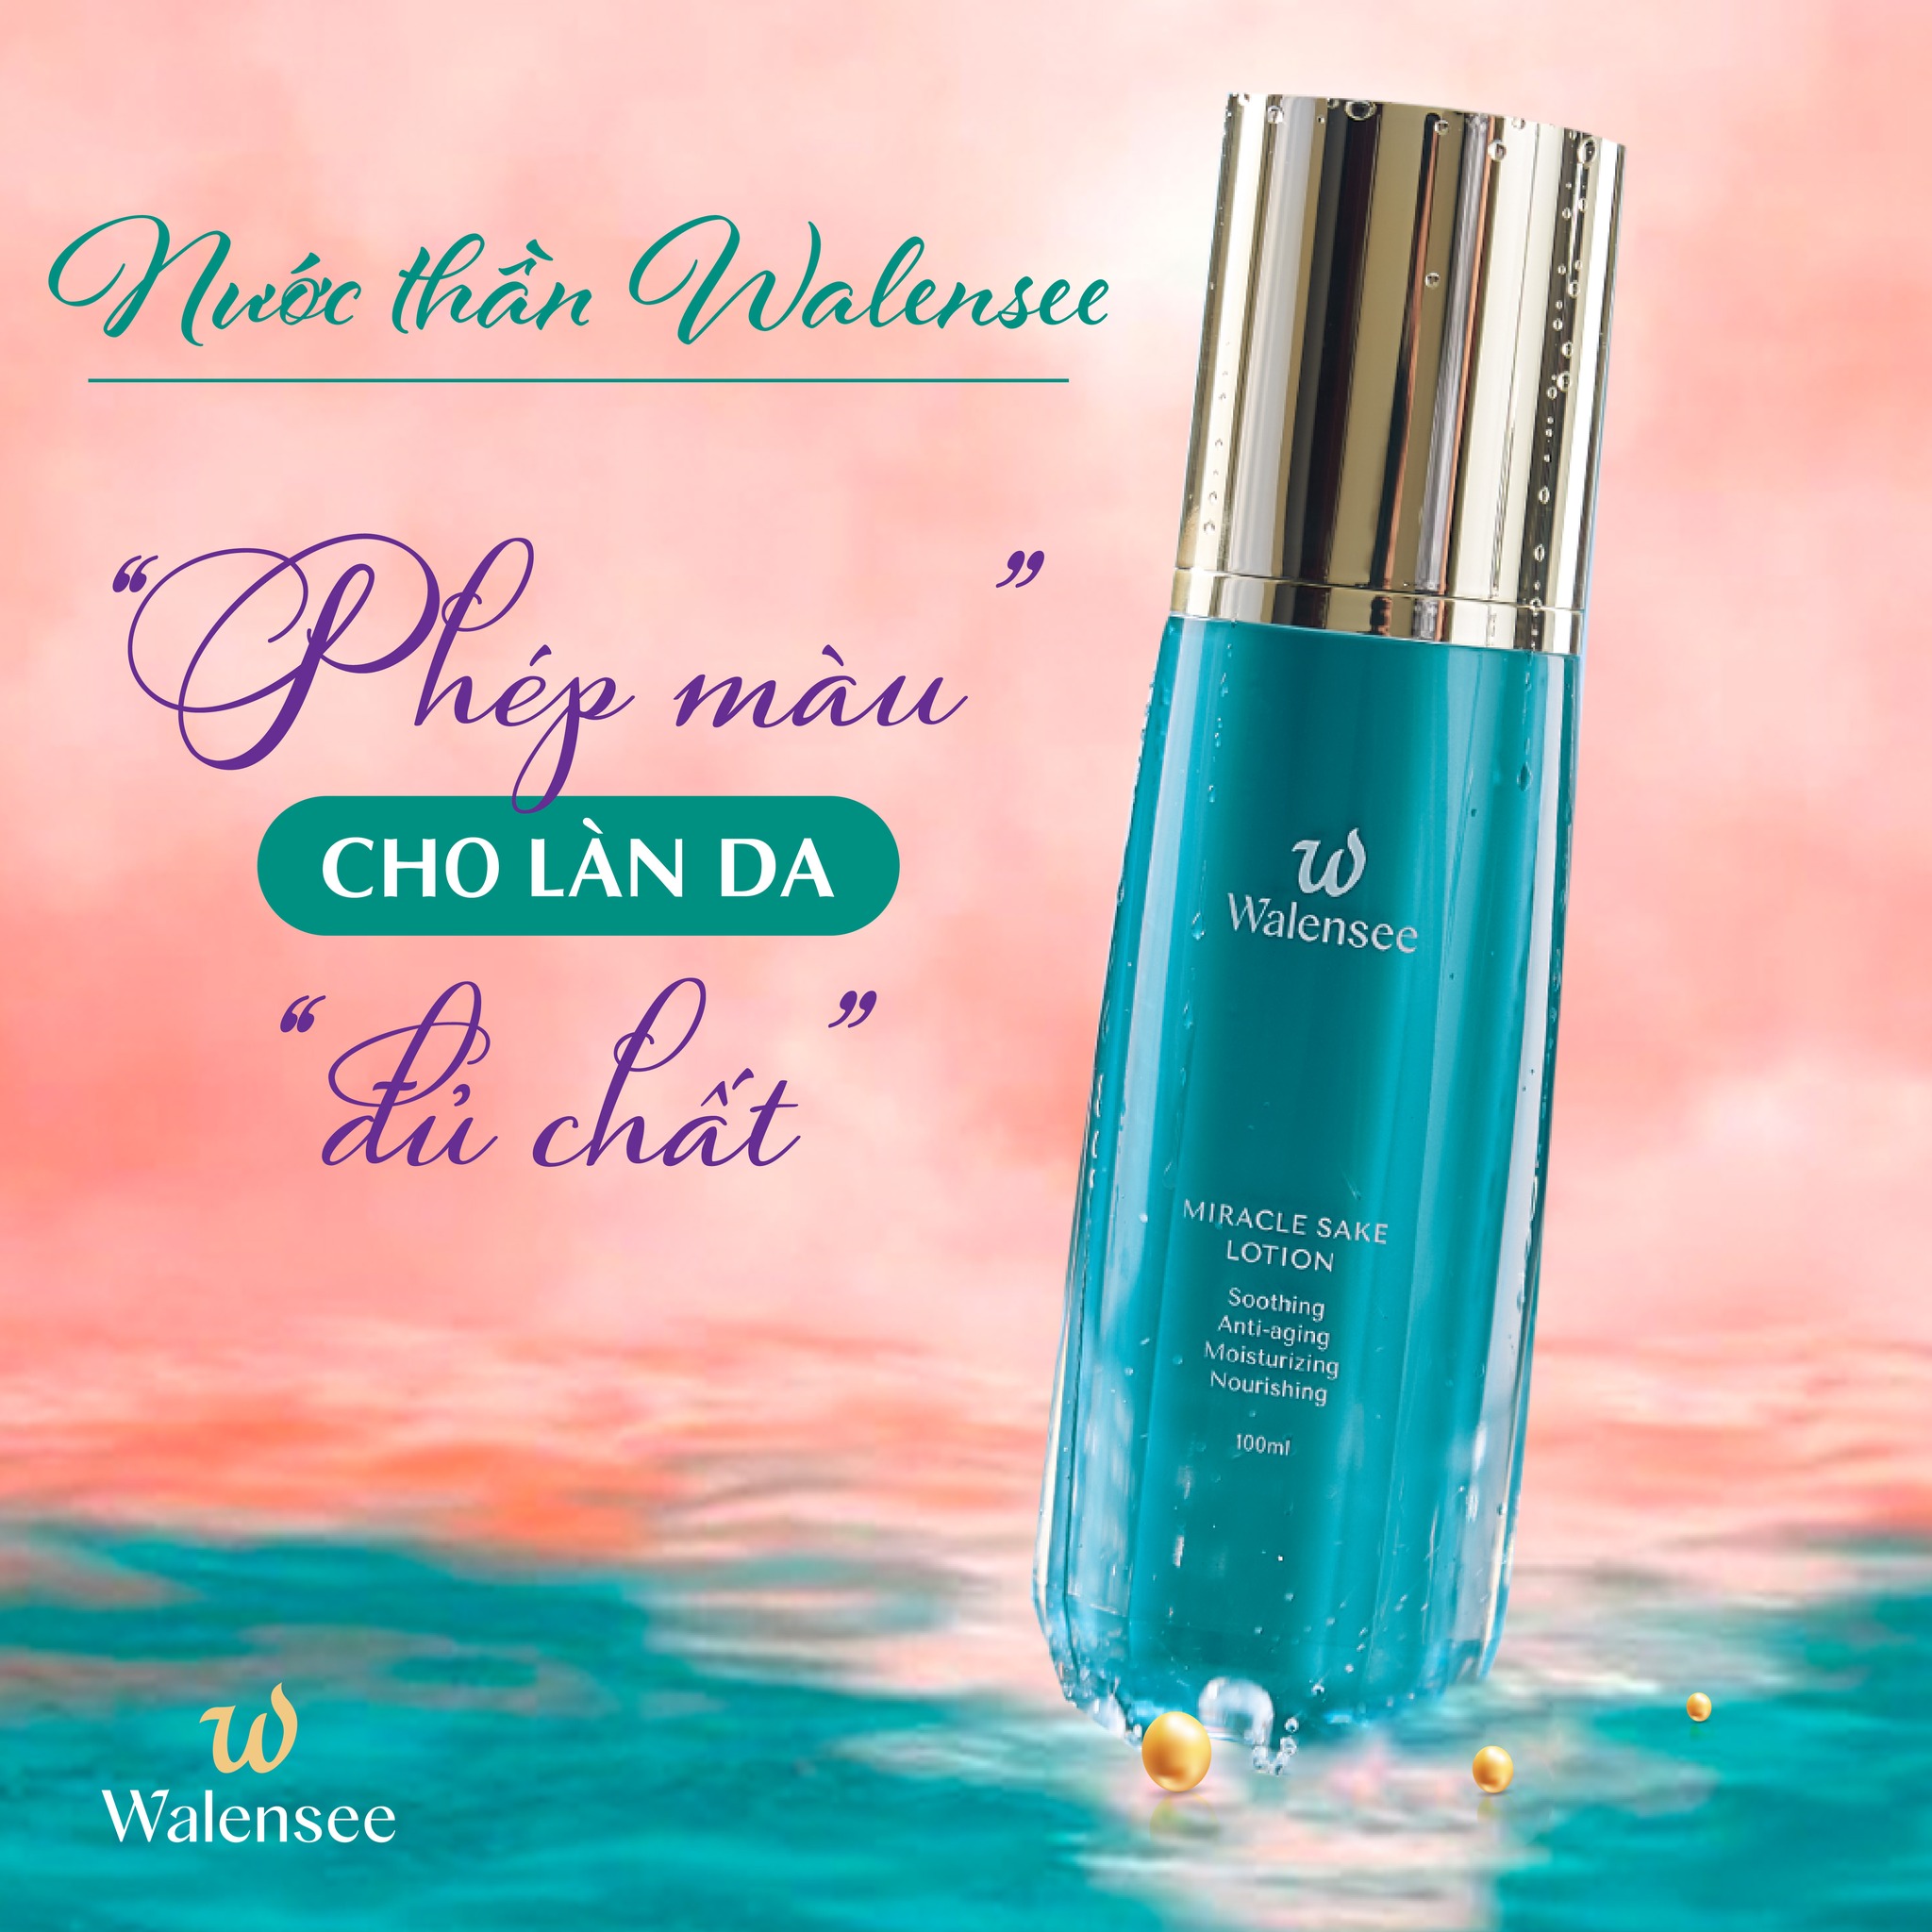 Nước thần Walensee
“Phép màu”
CHO LÀN DA
“đủ chất”
W
Walensee
MIRACLE SAKE
LOTION
Soothing
Anti-aging
Moisturizing
Nourishing
100ml
W
Walensee